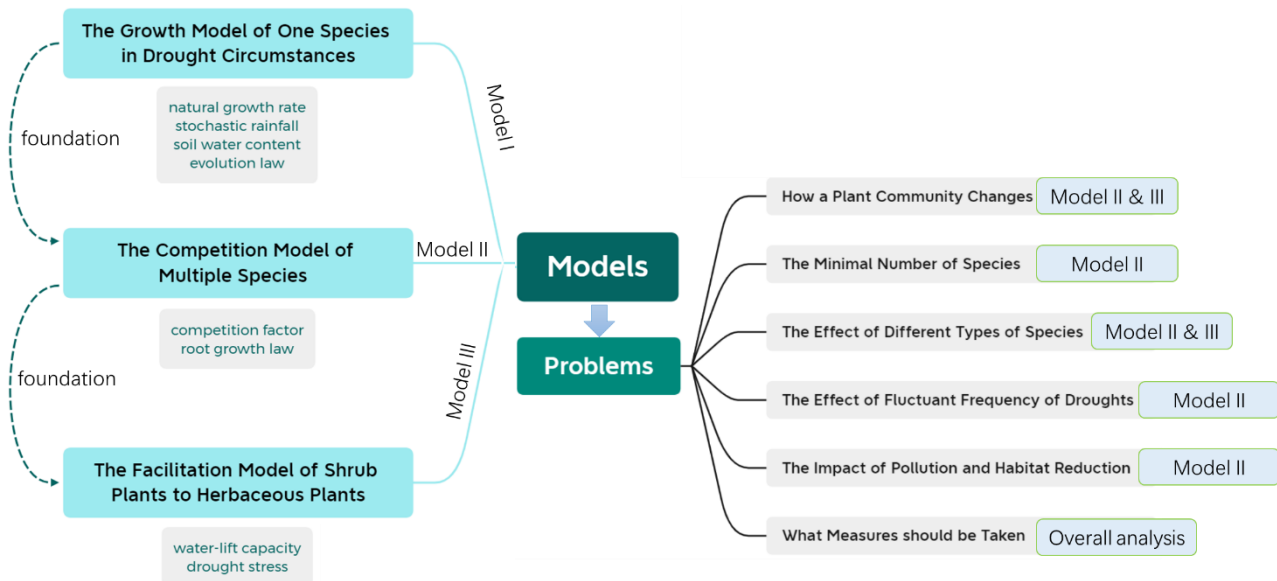 The Growth Model of One Species
in Drought Circumstances
natural growth rate
stochastic rainfall
soil water content
evolution law
foundation
Model I
The Competition Model of
Multiple Species
Model II
competition factor
root growth law
foundation
Model III
The Facilitation Model of Shrub
Plants to Herbaceous Plants
water-lift capacity
drought stress
Models
Problems
How a Plant Community Changes Model II & III
The Minimal Number of Species Model II
The Effect of Different Types of Species Model II & III
The Effect of Fluctuant Frequency of Droughts Model II
The Impact of Pollution and Habitat Reduction Model II
What Measures should be Taken Overall analysis